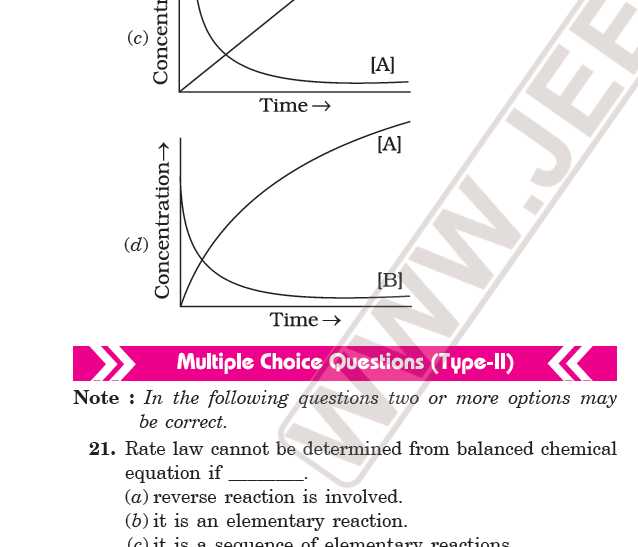 (c)
Concentr
[A]
Time→
Concentration→
[A]
(d)
[B]
Time→
Multiple Choice Questions (Type-II)
Note : In the following questions two or more options may
be correct.
21. Rate law cannot be determined from balanced chemical
equation if ________.
(a) reverse reaction is involved.
(b) it is an elementary reaction.
(c) it is a sequence of elementary reactions
WWW.JEE